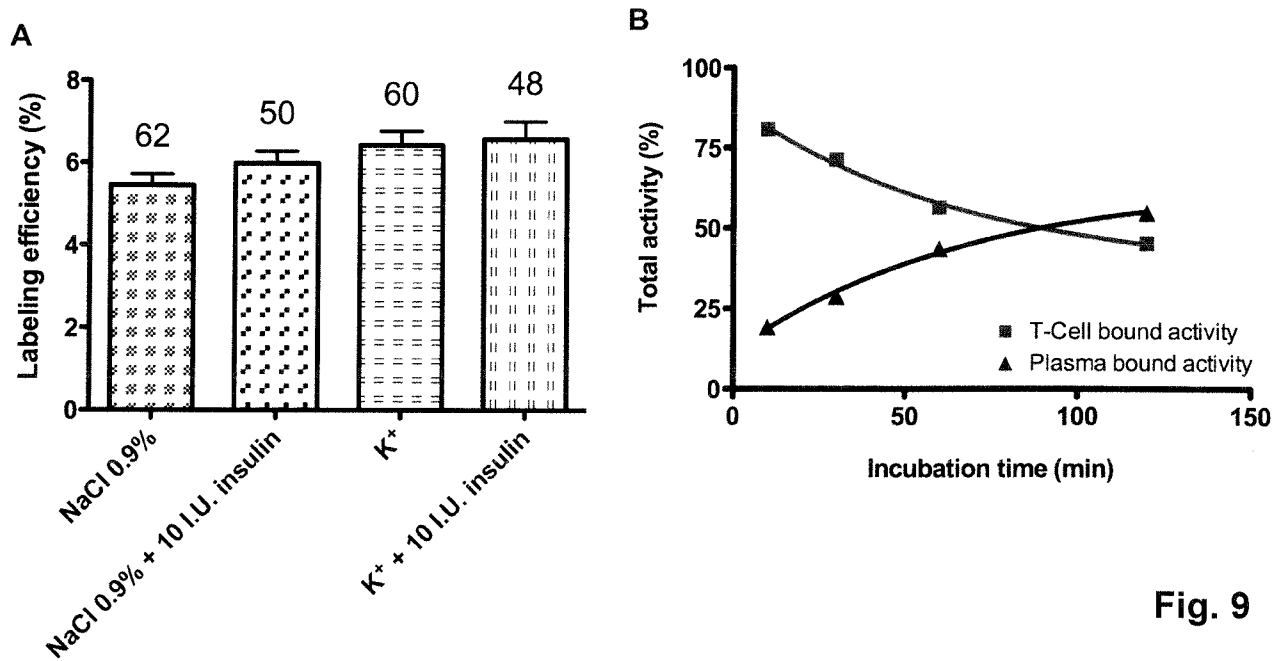 A
Labeling efficiency (%)
8
6
4
2
0
62
50
60
48
NaCl 0.9%
NaCl 0.9% + 10 I.U. insulin
K⁺
K⁺ + 10 I.U. insulin
B
Total activity (%)
100
75
50
25
0
T-Cell bound activity
Plasma bound activity
0
50
100
150
Incubation time (min)
Fig. 9